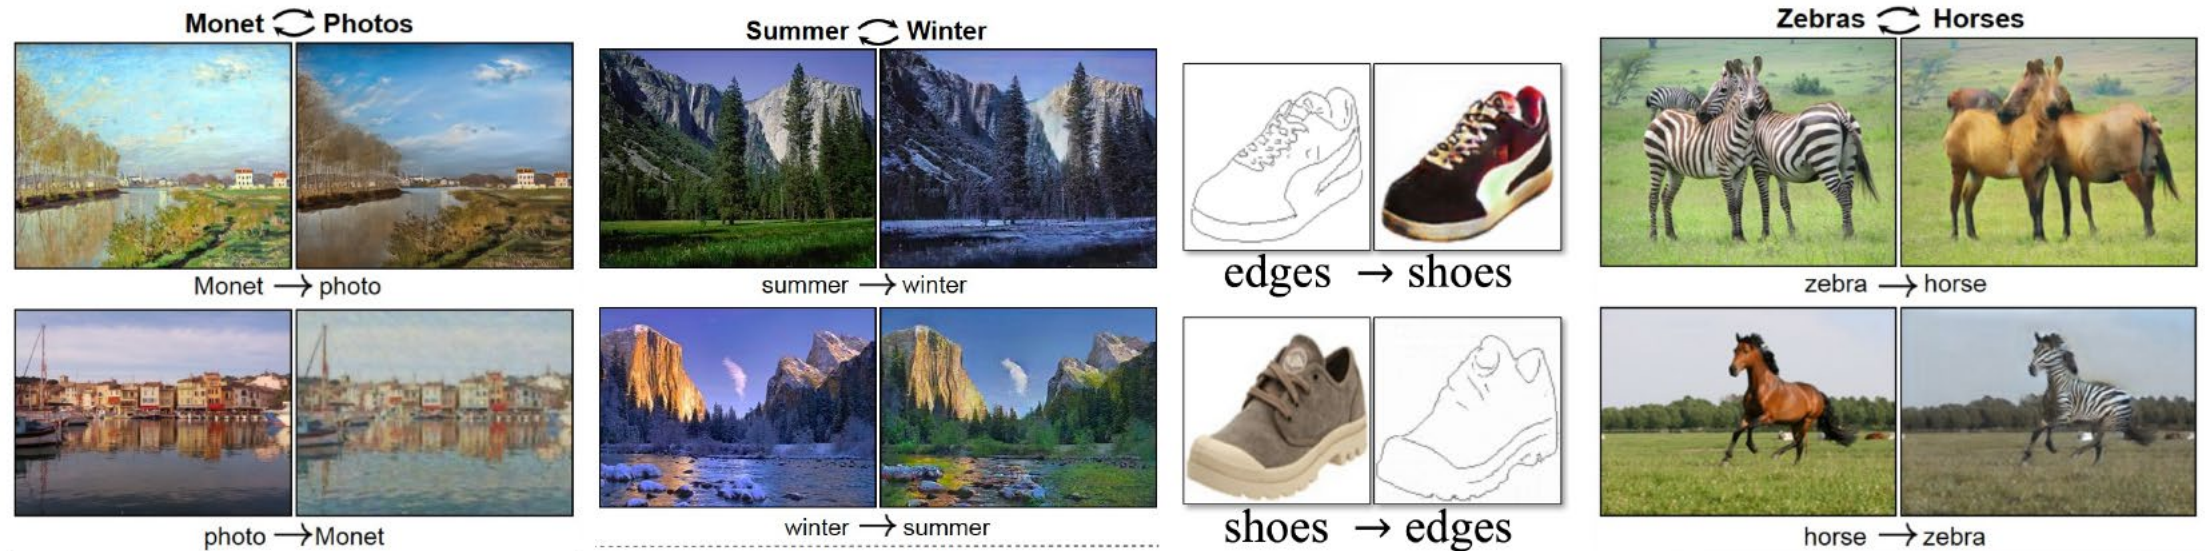 Monet ⇄ Photos
Monet → photo
photo → Monet
Summer ⇄ Winter
summer → winter
winter → summer
edges → shoes
shoes → edges
Zebras ⇄ Horses
zebra → horse
horse → zebra